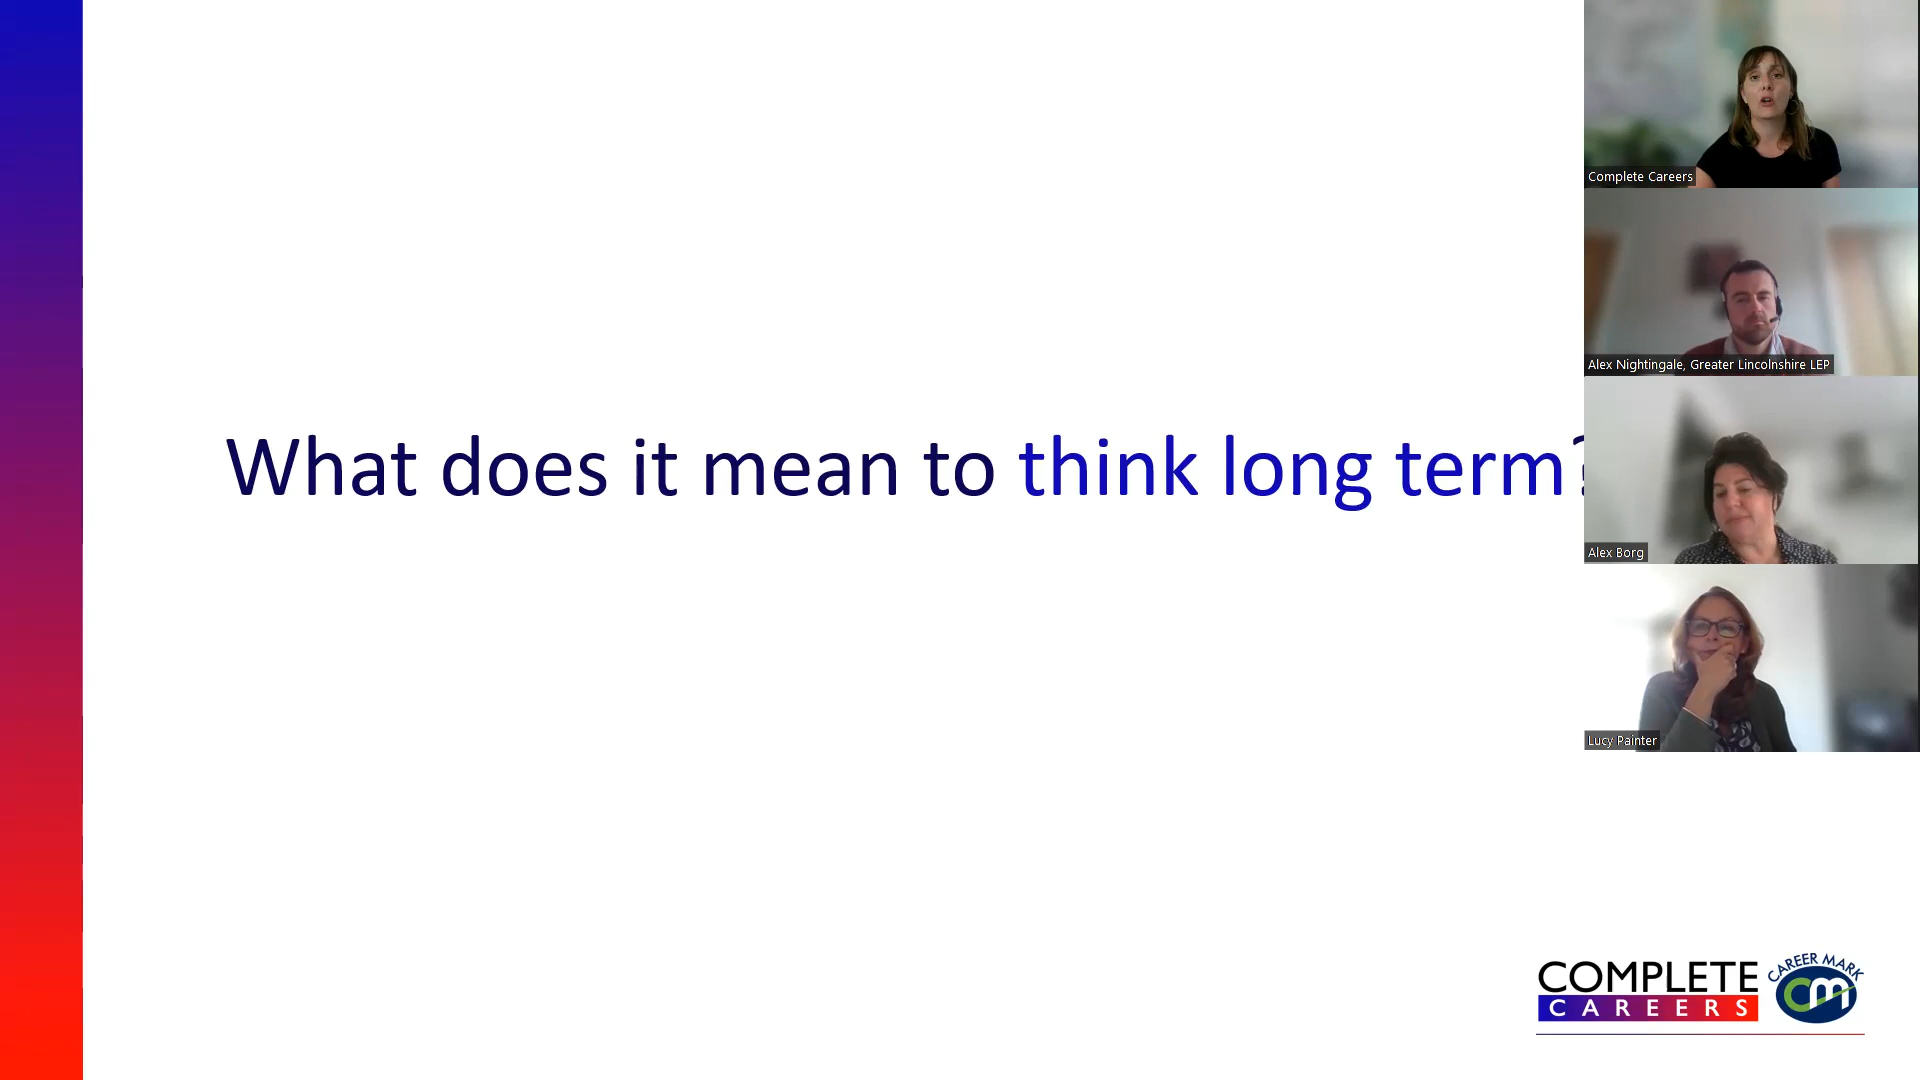 What does it mean to think long term?
Complete Careers
Alex Nightingale, Greater Lincolnshire LEP
Alex Borg
Lucy Painter
COMPLETE
CAREERS
CAREER MARK
cm